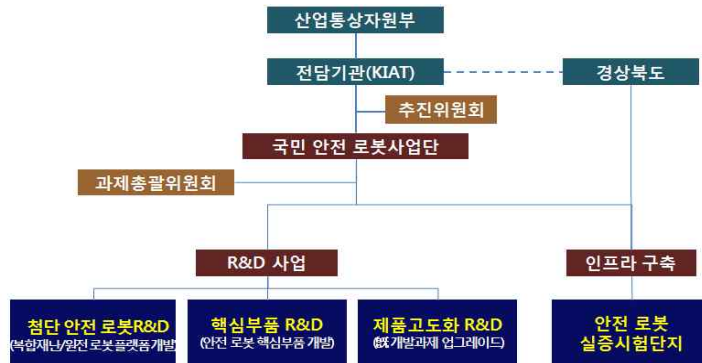 산업통상자원부
전담기관(KIAT)
경상북도
추진위원회
국민 안전 로봇사업단
과제총괄위원회
R&D 사업
인프라 구축
첨단 안전 로봇R&D
(복합재난/원전 로봇플랫폼개발)
핵심부품 R&D
(안전 로봇 핵심부품 개발)
제품고도화 R&D
(旣 개발과제 업그레이드)
안전 로봇
실증시험단지